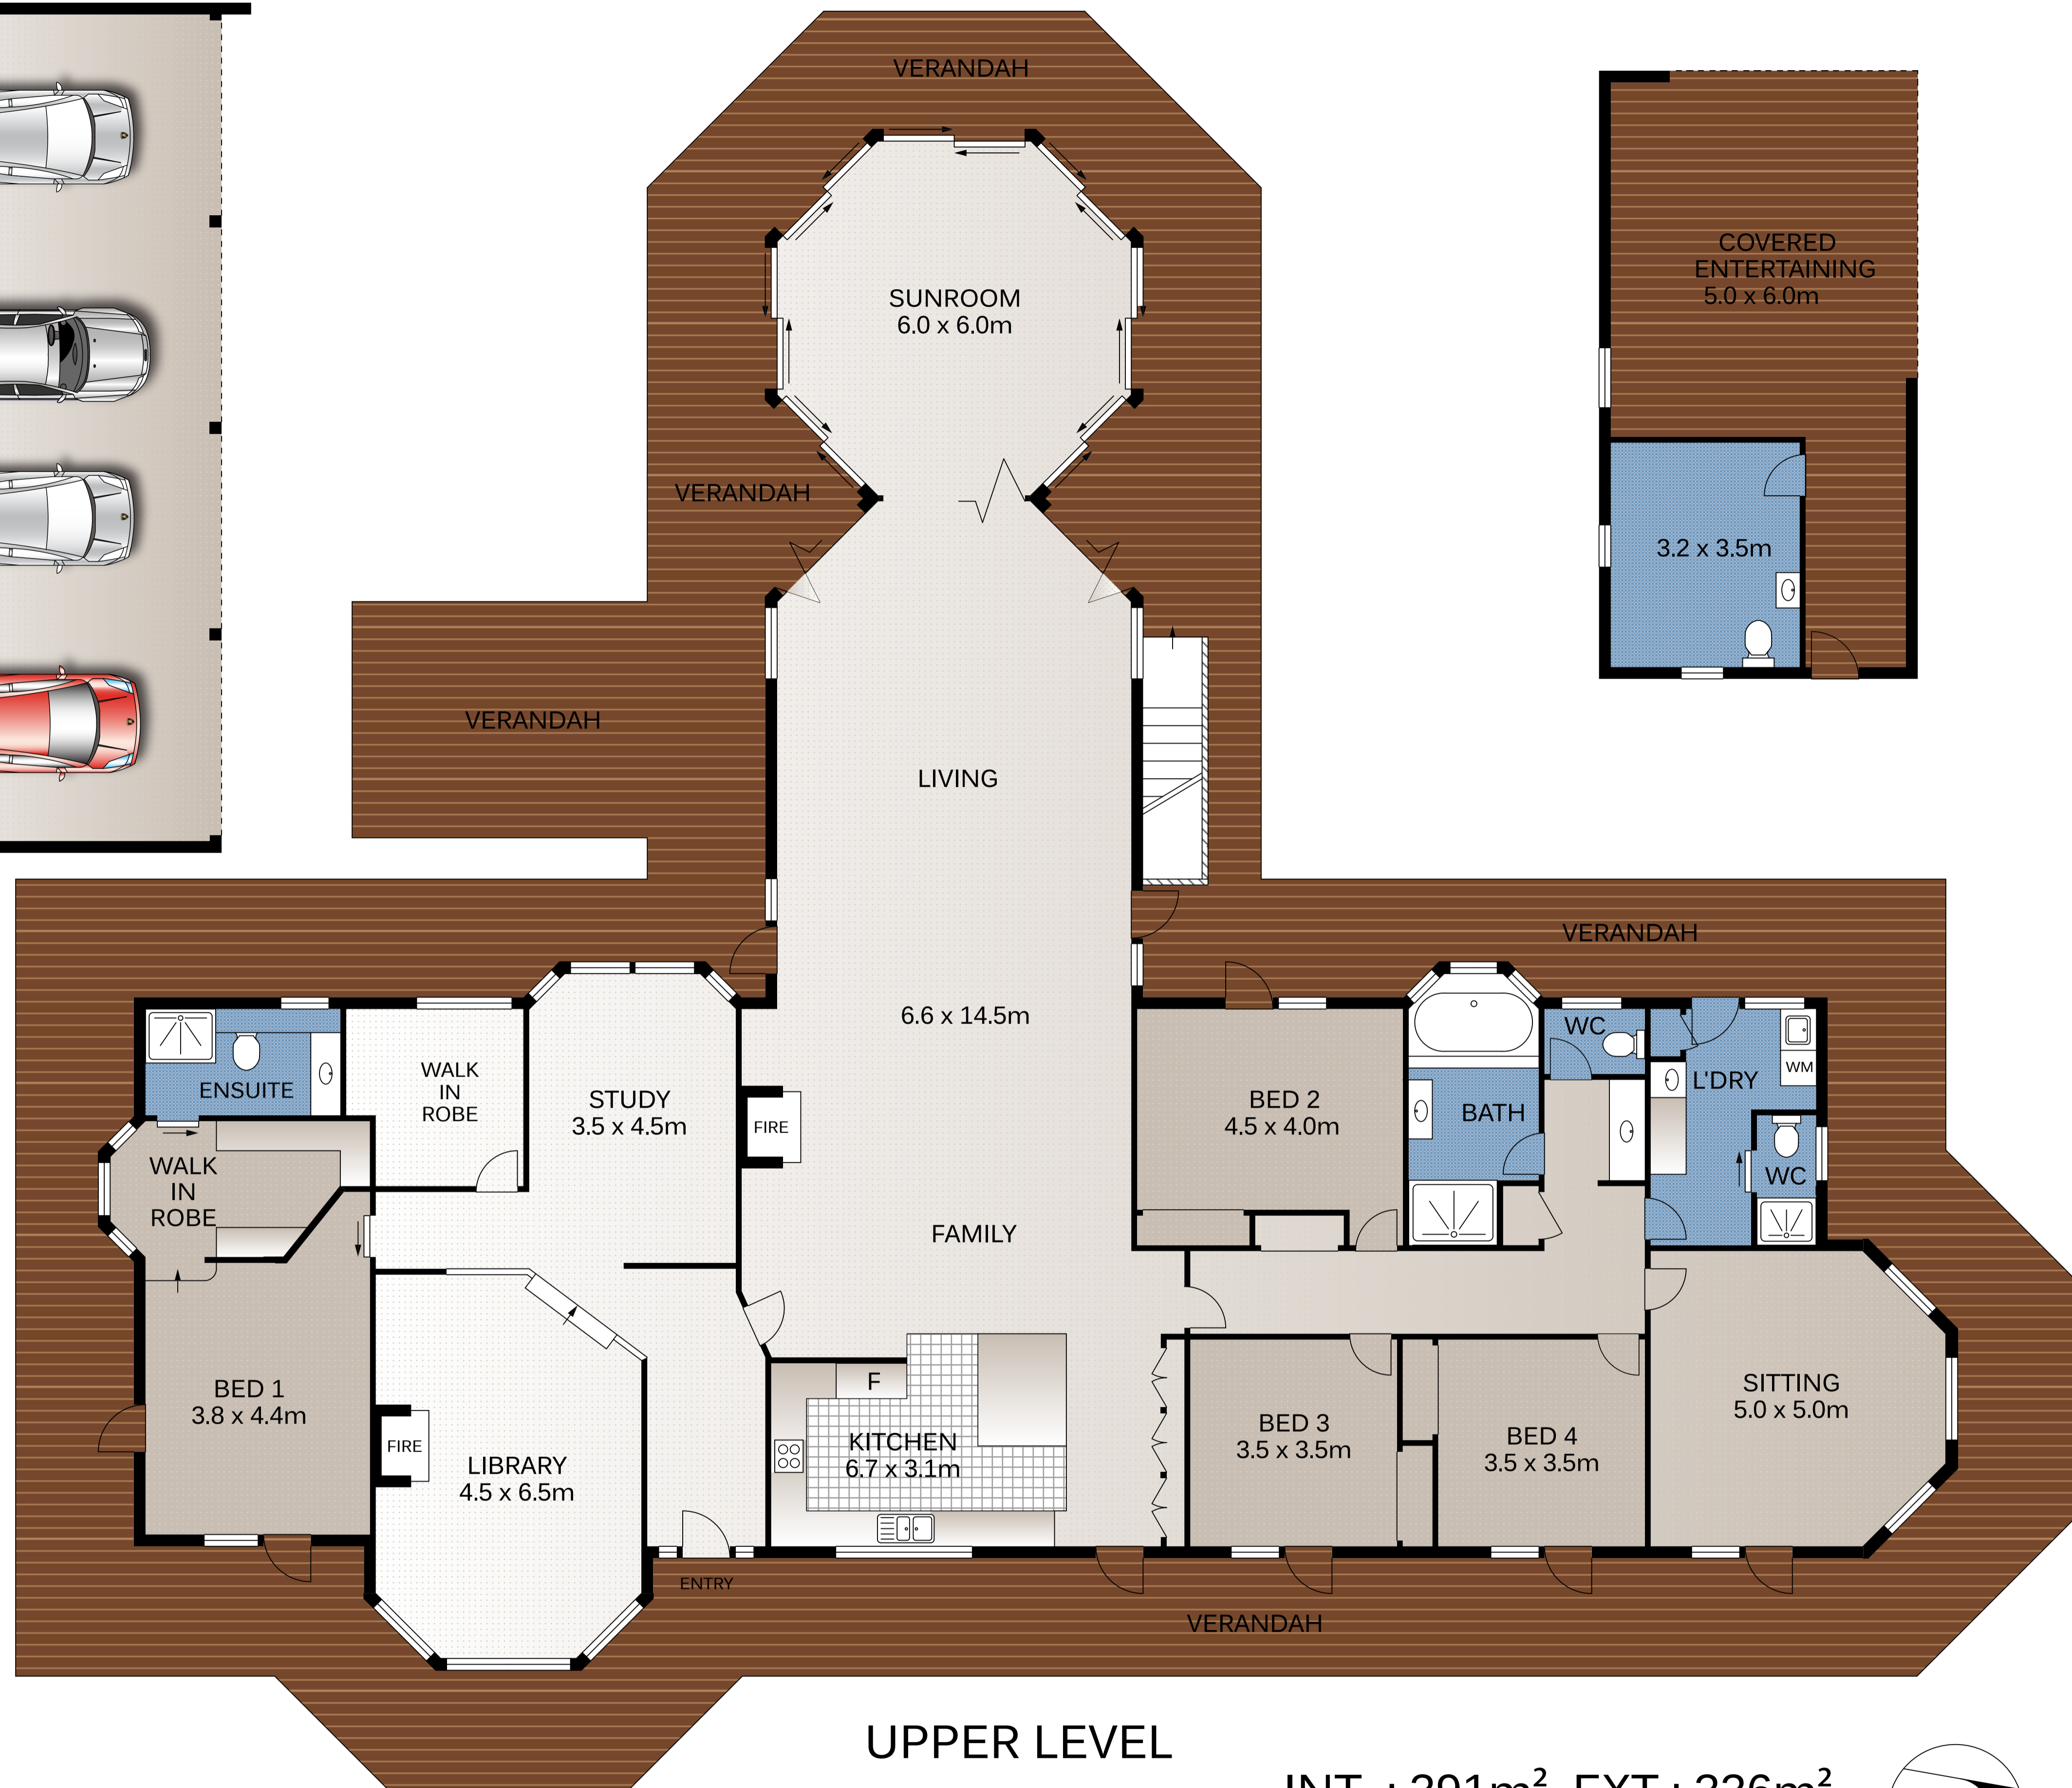 VERANDAH
COVERED
ENTERTAINING
5.0 x 6.0m
SUNROOM
6.0 x 6.0m
VERANDAH
3.2 x 3.5m
VERANDAH
LIVING
VERANDAH
6.6 x 14.5m
WC
WM
L'DRY
ENSUITE
WALK
IN
ROBE
STUDY
3.5 x 4.5m
FIRE
BED 2
4.5 x 4.0m
BATH
WC
WALK
IN
ROBE
FAMILY
BED 1
3.8 x 4.4m
F
SITTING
5.0 x 5.0m
FIRE
LIBRARY
4.5 x 6.5m
KITCHEN
6.7 x 3.1m
BED 3
3.5 x 3.5m
BED 4
3.5 x 3.5m
ENTRY
VERANDAH
UPPER LEVEL
INT. : 391m² EXT : 336m²